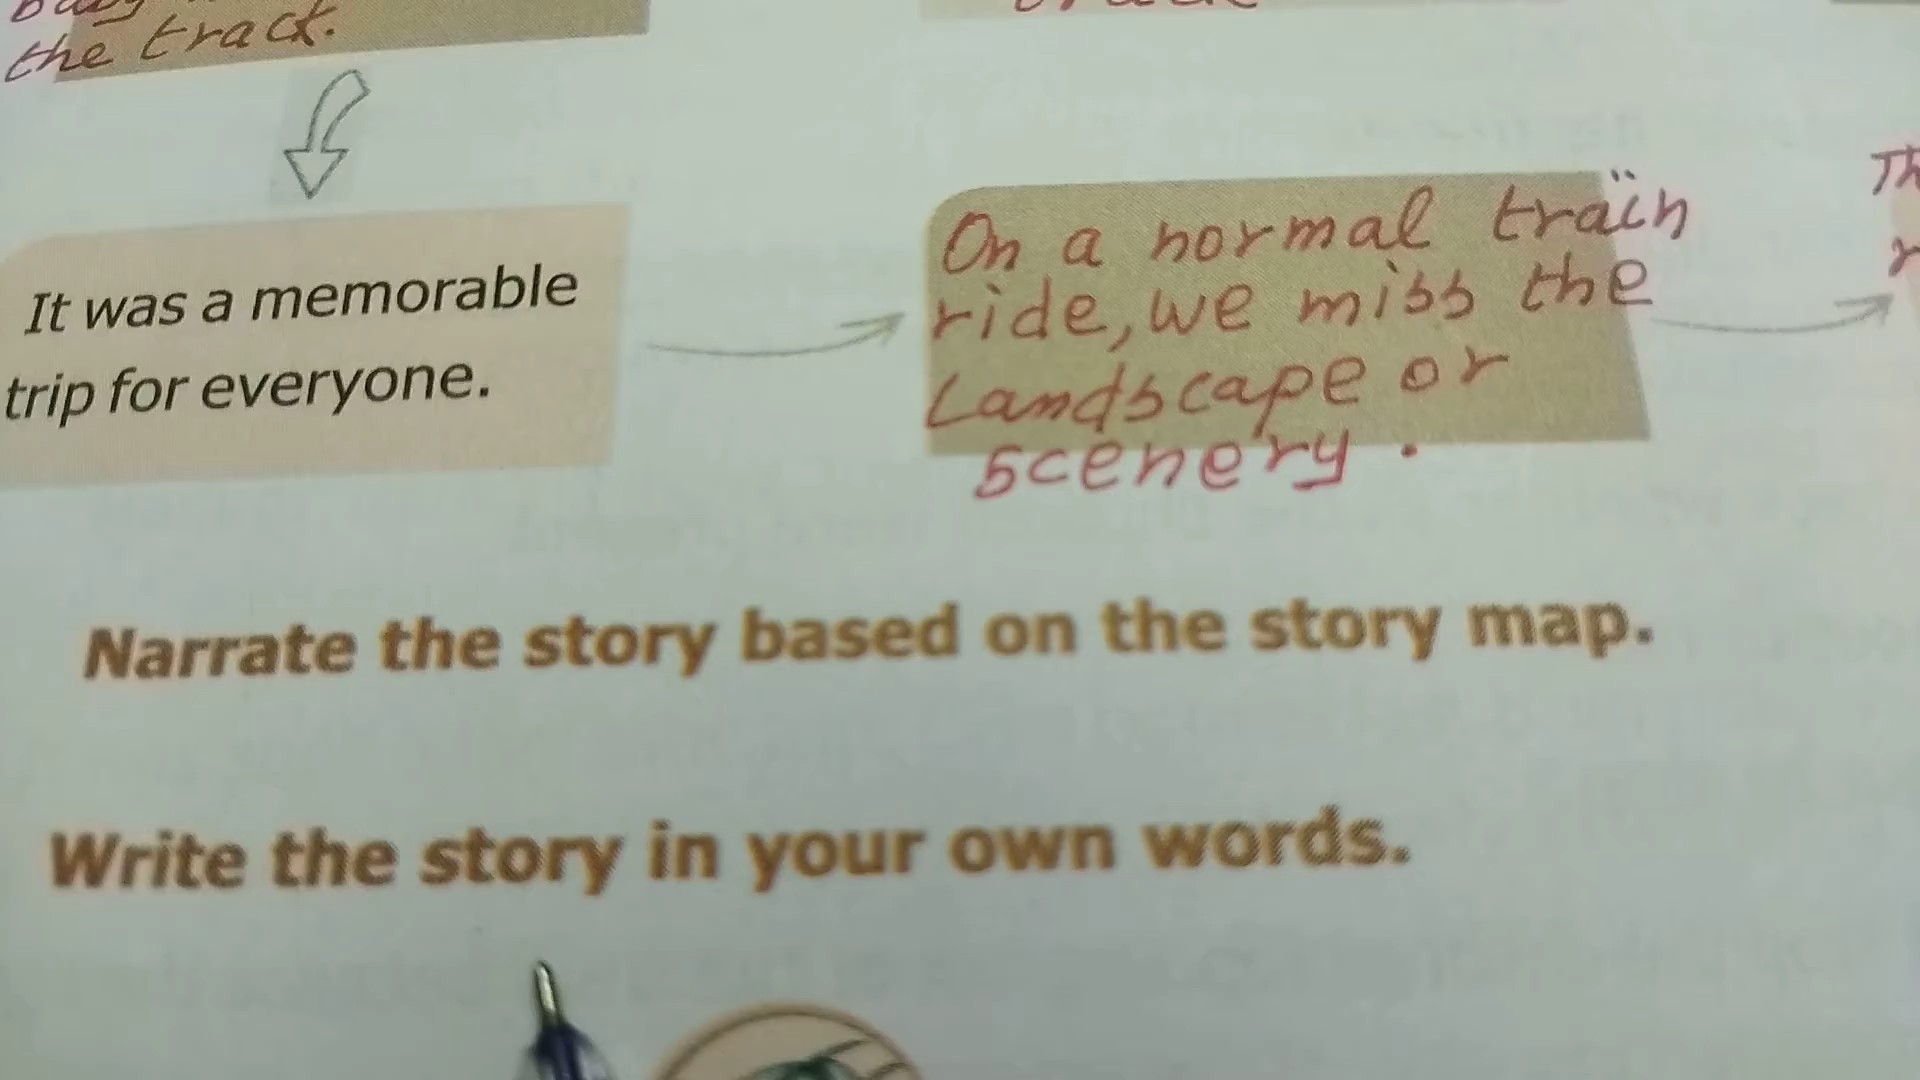 the track.
It was a memorable
trip for everyone.
On a normal train
ride, we miss the
Landscape or
scenery.
Narrate the story based on the story map.
Write the story in your own words.